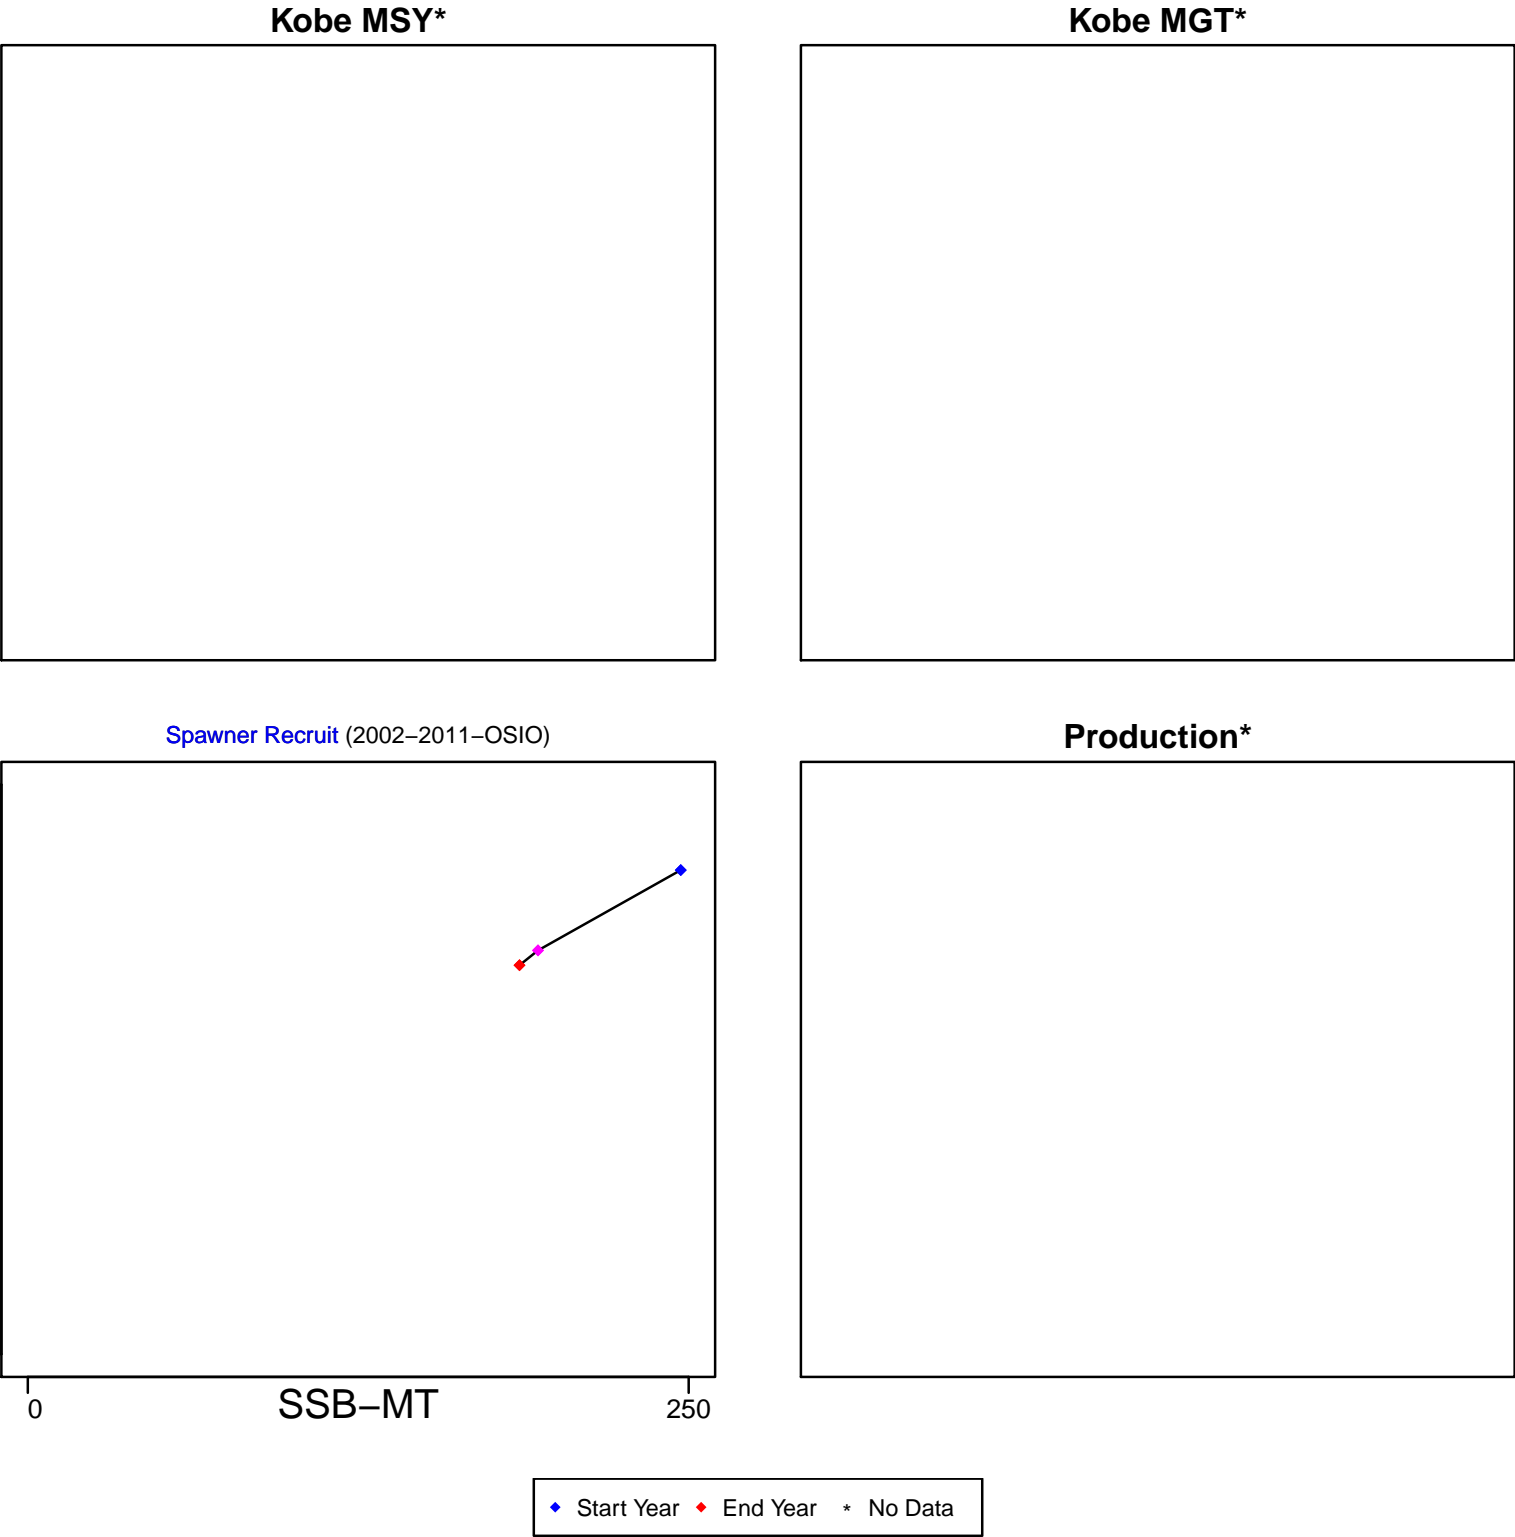 Kobe MSY*
Kobe MGT*
Spawner Recruit (2002−2011−OSIO)
Production*
0
SSB−MT
250
Start Year
End Year
* No Data